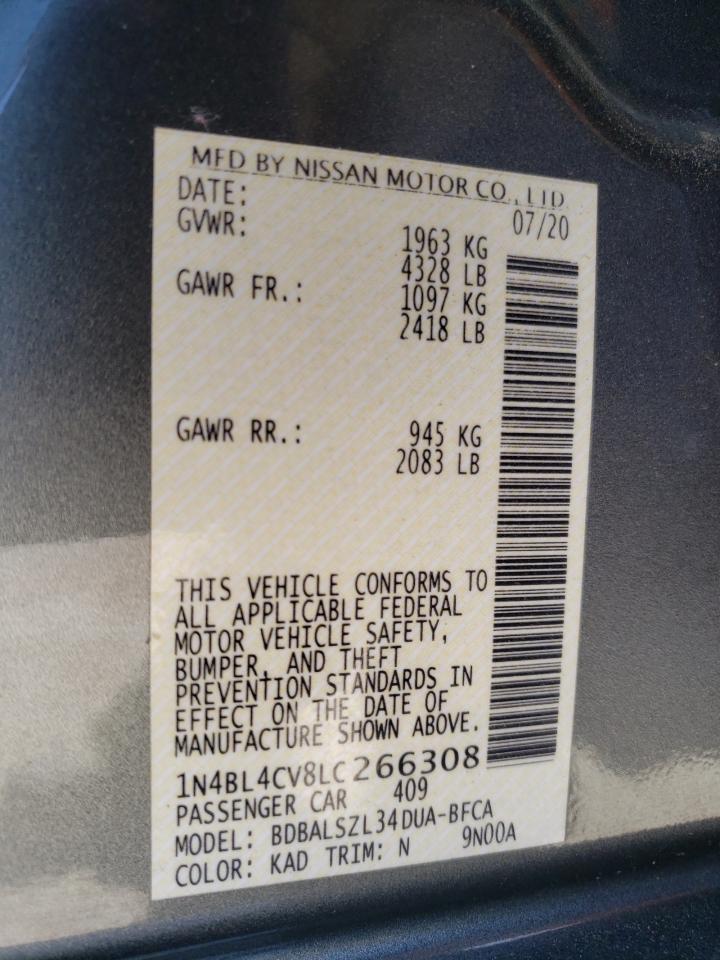 MFD BY NISSAN MOTOR CO., LTD.
DATE: 07/20
GVWR: 1963 KG
4328 LB
GAWR FR.: 1097 KG
2418 LB
GAWR RR.: 945 KG
2083 LB
THIS VEHICLE CONFORMS TO
ALL APPLICABLE FEDERAL
MOTOR VEHICLE SAFETY,
BUMPER, AND THEFT
PREVENTION STANDARDS IN
EFFECT ON THE DATE OF
MANUFACTURE SHOWN ABOVE.
1N4BL4CV8LC266308
PASSENGER CAR 409
MODEL: BDBALSZL34DUA-BFCA
COLOR: KAD TRIM: N 9N00A